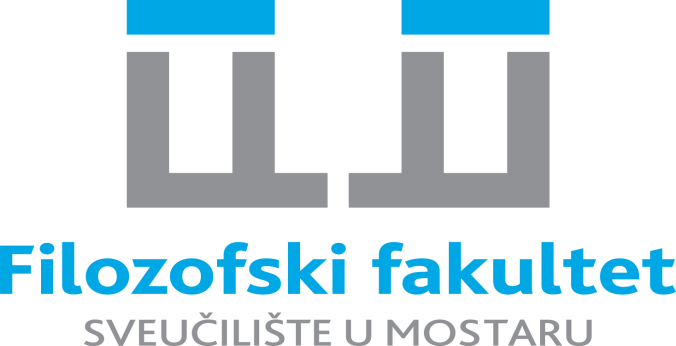 Filozofski fakultet
SVEUČILIŠTE U MOSTARU